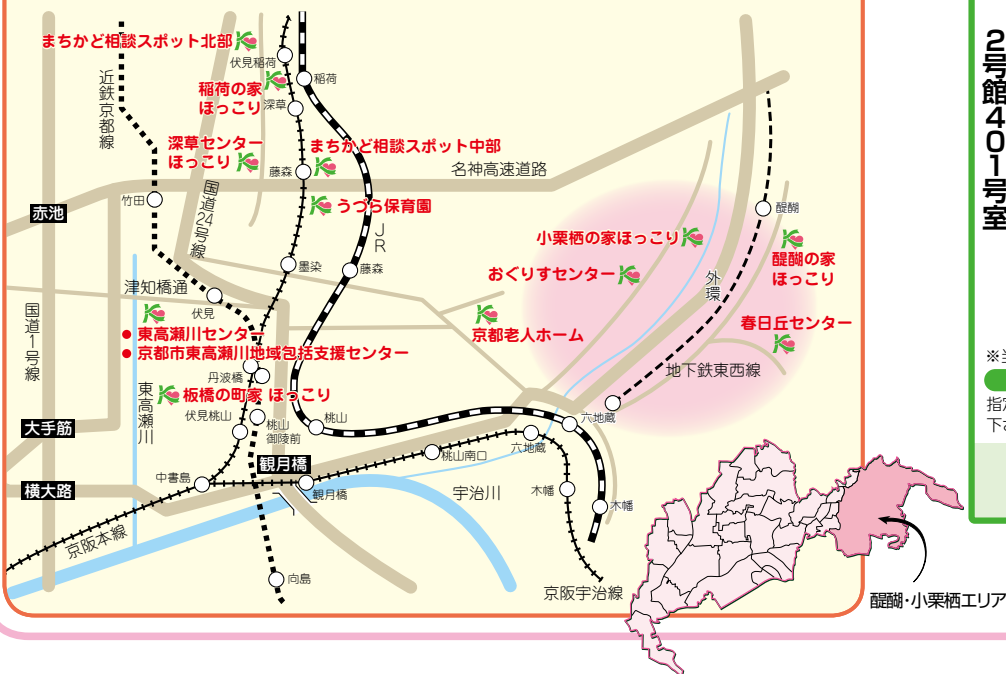 まちかど相談スポット北部
伏見稲荷
稲荷
近鉄京都線
稲荷の家
ほっこり
深草
深草センター
ほっこり
まちかど相談スポット中部
藤森
名神高速道路
竹田
赤池
国道24号線
うづら保育園
JR
醍醐
小栗栖の家ほっこり
醍醐の家
ほっこり
おぐりすセンター
墨染
藤森
外環
津知橋通
伏見
国道1号線
京都老人ホーム
春日丘センター
● 東高瀬川センター
● 京都市東高瀬川地域包括支援センター
丹波橋
地下鉄東西線
東高瀬川
板橋の町家 ほっこり
伏見桃山
桃山
御陵前
桃山
六地蔵
大手筋
六地蔵
桃山南口
観月橋
中書島
横大路
観月橋
宇治川
木幡
木幡
京阪本線
向島
京阪宇治線
醍醐・小栗栖エリア
2号館401号室
指定